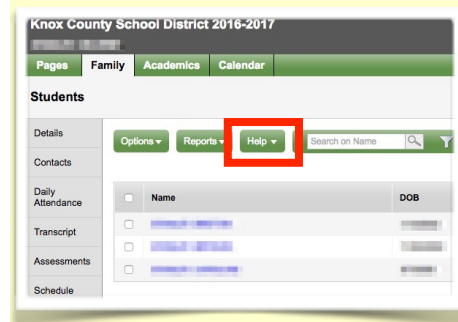 Knox County School District 2016-2017
Pages Family Academics Calendar
Students
Details
Options Reports Help Search on Name
Contacts
Daily
Attendance
Name DOB
Transcript
Assessments
Schedule